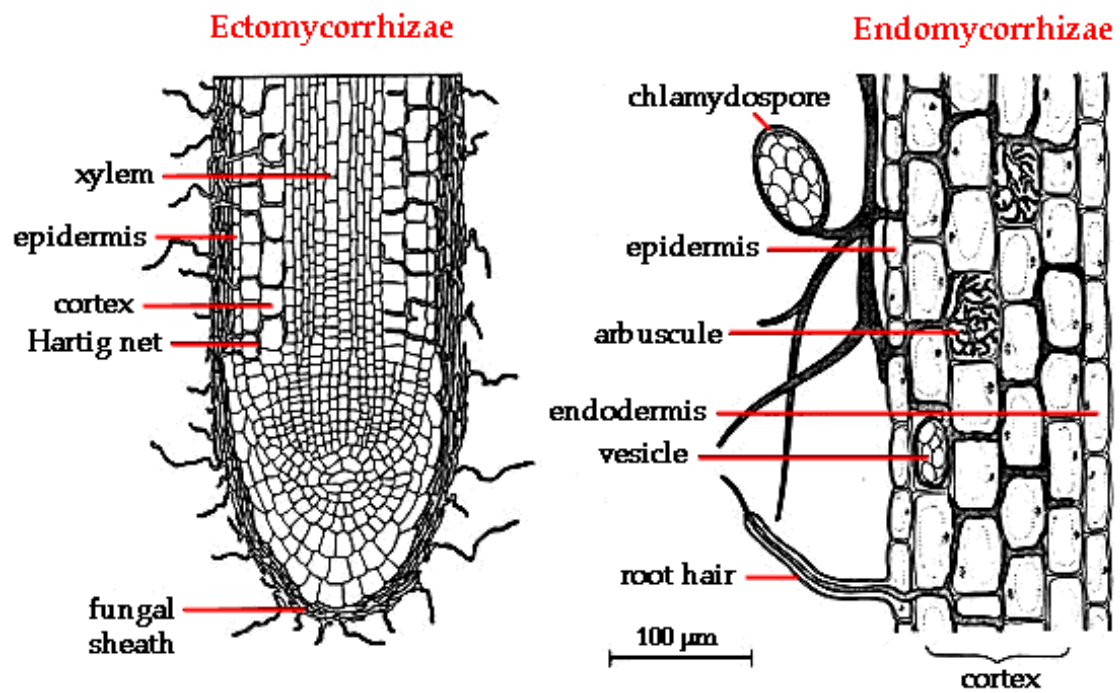 Ectomycorrhizae
xylem
epidermis
cortex
Hartig net
fungal
sheath
Endomycorrhizae
chlamydospore
epidermis
arbuscule
endodermis
vesicle
root hair
100 μm
cortex